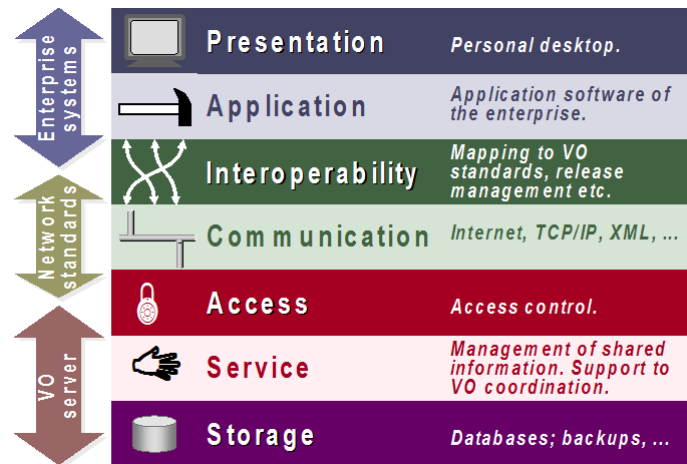 Enterprise
systems
Presentation
Personal desktop.
Application
Application software of
the enterprise.
Interoperability
Mapping to VO
standards, release
management etc.
Network
standards
Communication
Internet, TCP/IP, XML, ...
Access
Access control.
VO
server
Service
Management of shared
information. Support to
VO coordination.
Storage
Databases; backups, ...